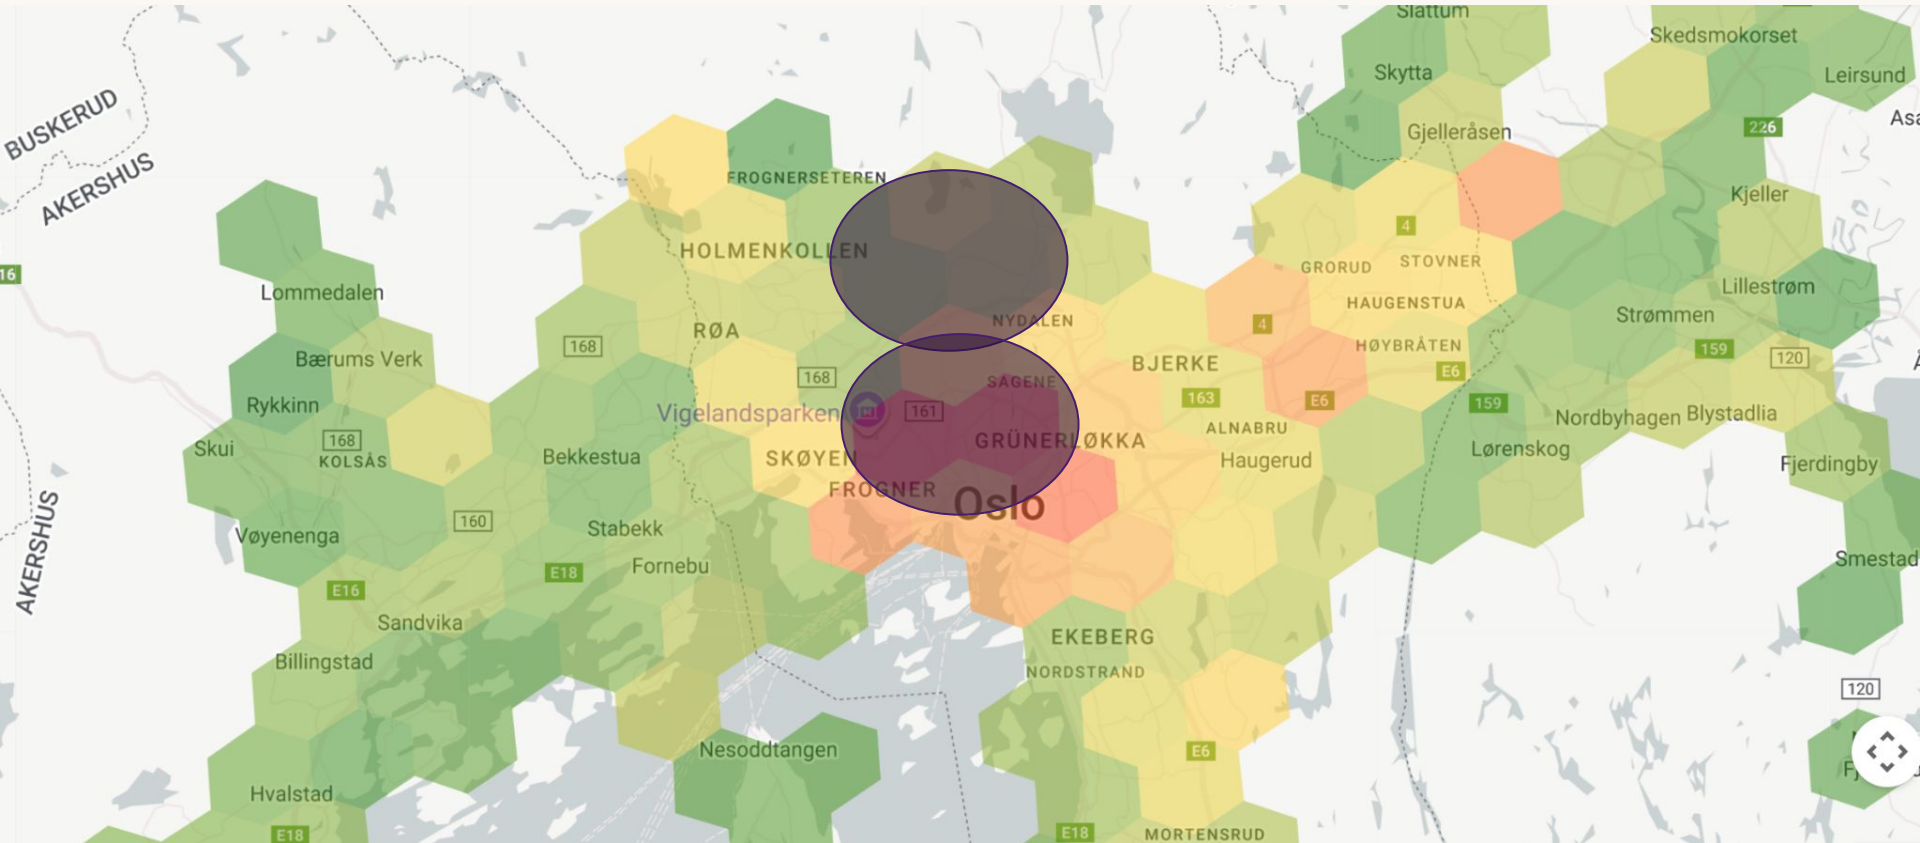 Slattum
Skedsmokorset
Skytta
Leirsund
BUSKERUD
226
Gjelleråsen
AKERSHUS
FROGNERSETEREN
Kjeller
4
HOLMENKOLLEN
STOVNER
GRORUD
16
Lommedalen
Lillestrøm
HAUGENSTUA
Strømmen
NYDALEN
4
RØA
168
HØYBRÅTEN
159
120
Bærums Verk
BJERKE
E6
168
SAGENE
163
E6
159
Rykkinn
Vigelandsparken
161
Nordbyhagen
Blystadlia
ALNABRU
168
GRÜNERLØKKA
Skui
KOLSÅS
Bekkestua
SKØYEN
Haugerud
Lørenskog
Fjerdingby
FROGNER
Oslo
160
Stabekk
Vøyenenga
AKERSHUS
Fornebu
E18
Smestad
E16
Sandvika
EKEBERG
Billingstad
NORDSTRAND
120
Nesoddtangen
E6
Hvalstad
E18
E18
MORTENSRUD